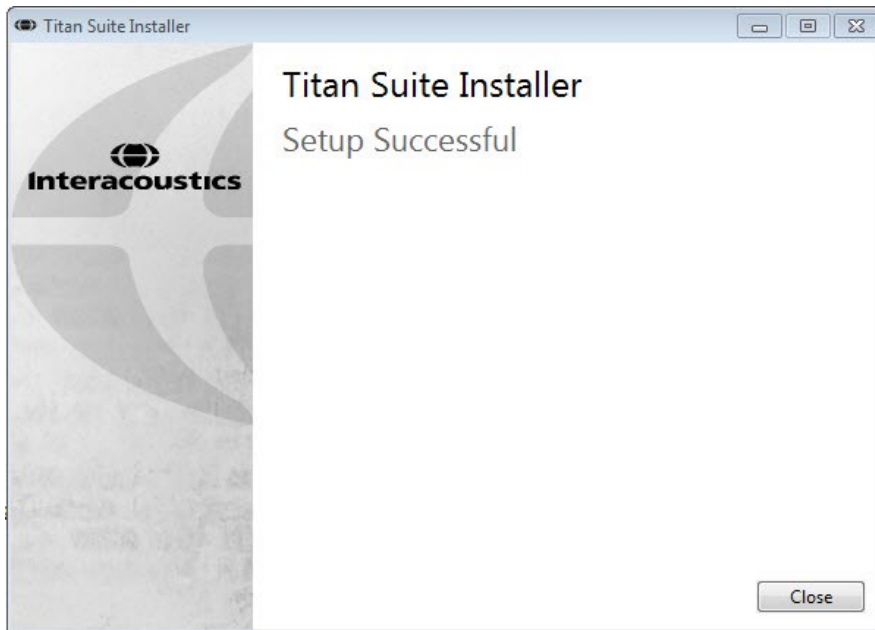 Titan Suite Installer
Titan Suite Installer
Setup Successful
Interacoustics
Close